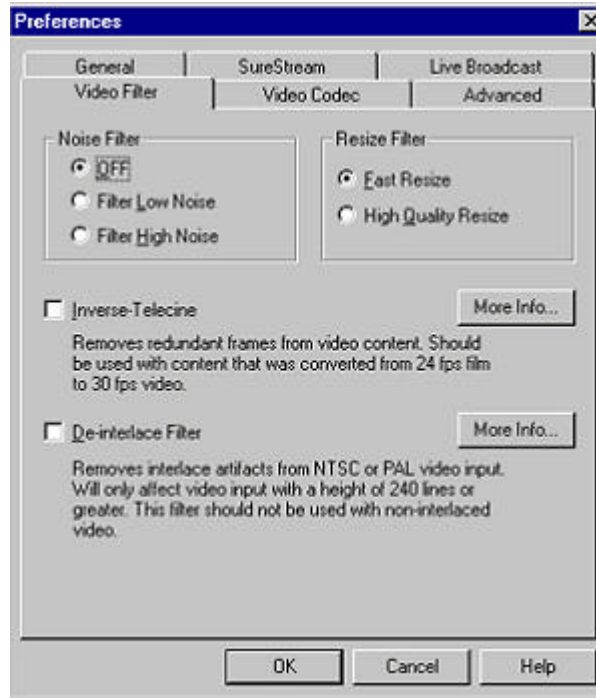 Preferences
General SureStream Live Broadcast
Video Filter Video Codec Advanced
Noise Filter Resize Filter
OFF Fast Resize
Filter Low Noise High Quality Resize
Filter High Noise
Inverse-Telecine More Info...
Removes redundant frames from video content. Should
be used with content that was converted from 24 fps film
to 30 fps video.
De-interlace Filter More Info...
Removes interlace artifacts from NTSC or PAL video input.
Will only affect video input with a height of 240 lines or
greater. This filter should not be used with non-interlaced
video.
OK Cancel Help